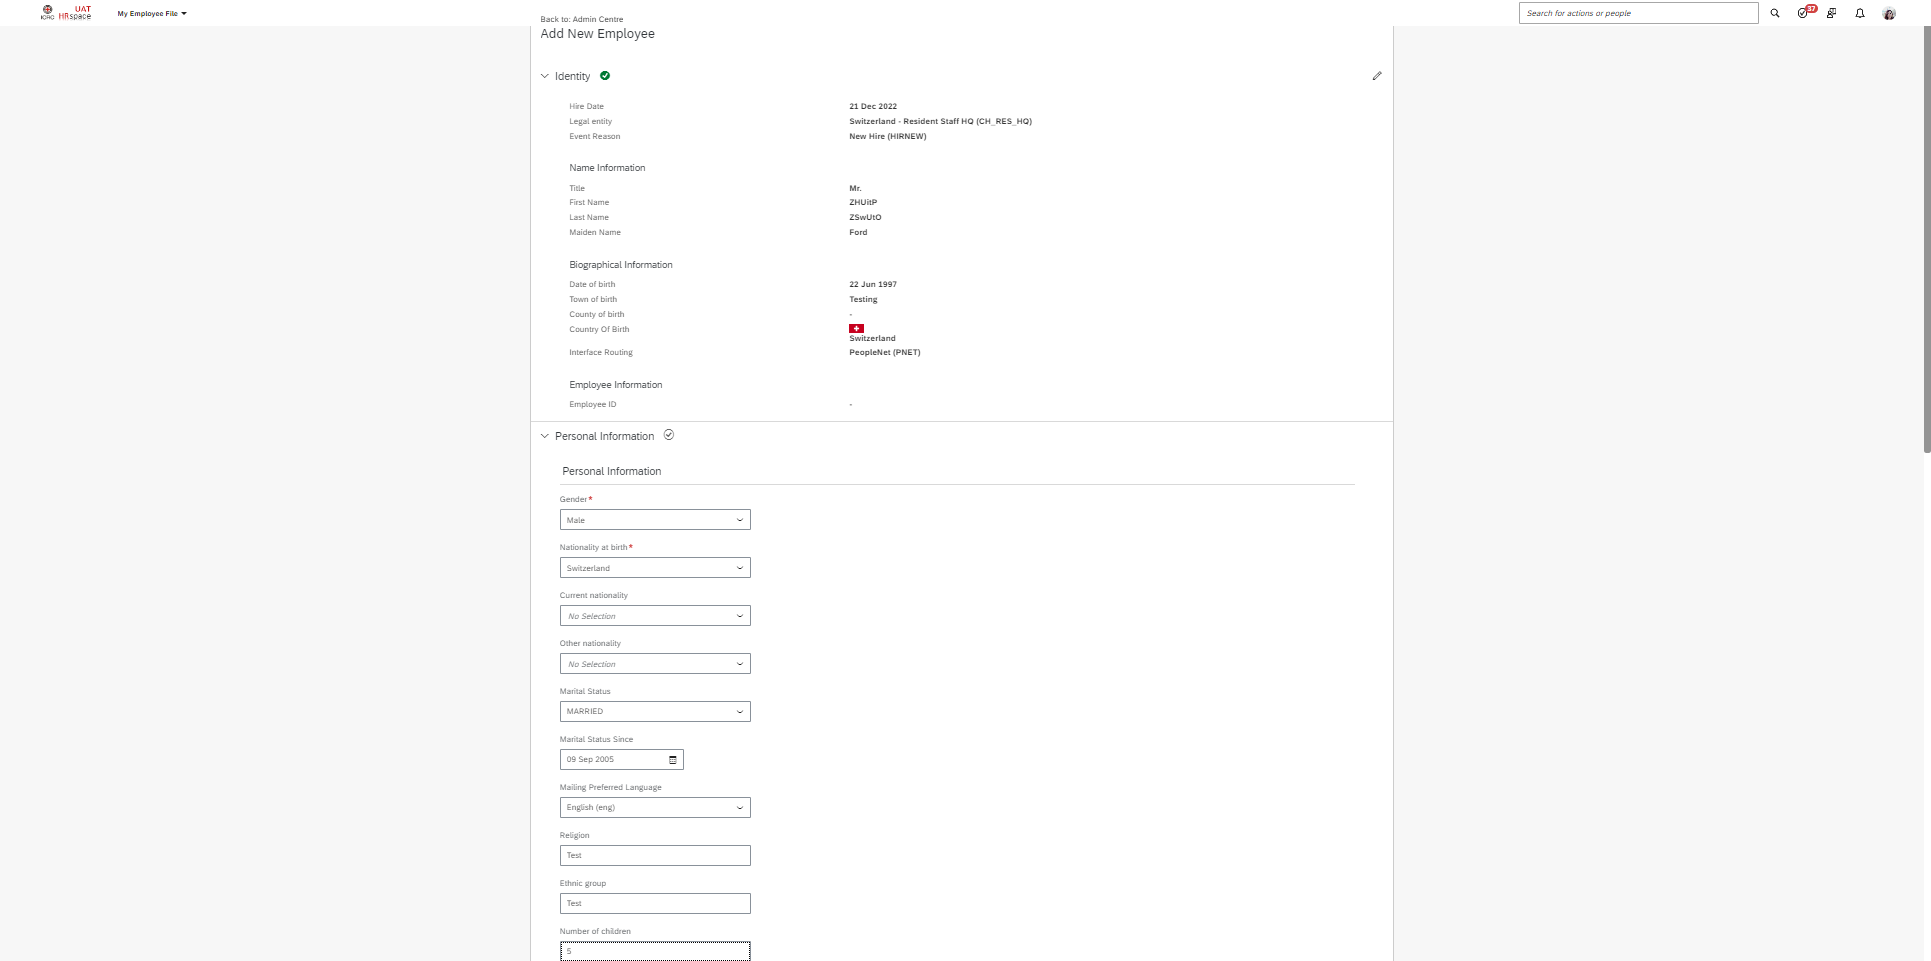 ICRC UAT HRspace My Employee File
Search for actions or people
37
Back to: Admin Centre
Add New Employee
Identity
Hire Date 21 Dec 2022
Legal entity Switzerland - Resident Staff HQ (CH_RES_HQ)
Event Reason New Hire (HIRNEW)
Name Information
Title Mr.
First Name ZHUitP
Last Name ZSwUtO
Maiden Name Ford
Biographical Information
Date of birth 22 Jun 1997
Town of birth Testing
County of birth -
Country Of Birth
Switzerland
Interface Routing PeopleNet (PNET)
Employee Information
Employee ID -
Personal Information
Personal Information
Gender*
Male
Nationality at birth*
Switzerland
Current nationality
No Selection
Other nationality
No Selection
Marital Status
MARRIED
Marital Status Since
09 Sep 2005
Mailing Preferred Language
English (eng)
Religion
Test
Ethnic group
Test
Number of children
5